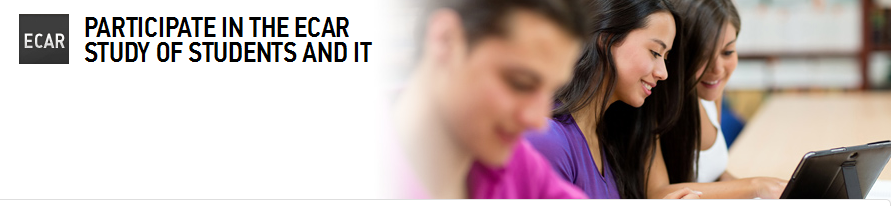 ECAR
PARTICIPATE IN THE ECAR
STUDY OF STUDENTS AND IT